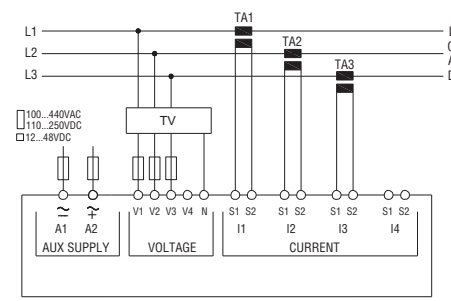 TA1
L1
TA2
L2
TA3
L3
100...440VAC
110...250VDC
12...48VDC
TV
V1 V2 V3 V4 N
S1 S2 S1 S2 S1 S2 S1 S2
A1 A2
I1 I2 I3 I4
AUX SUPPLY
VOLTAGE
CURRENT